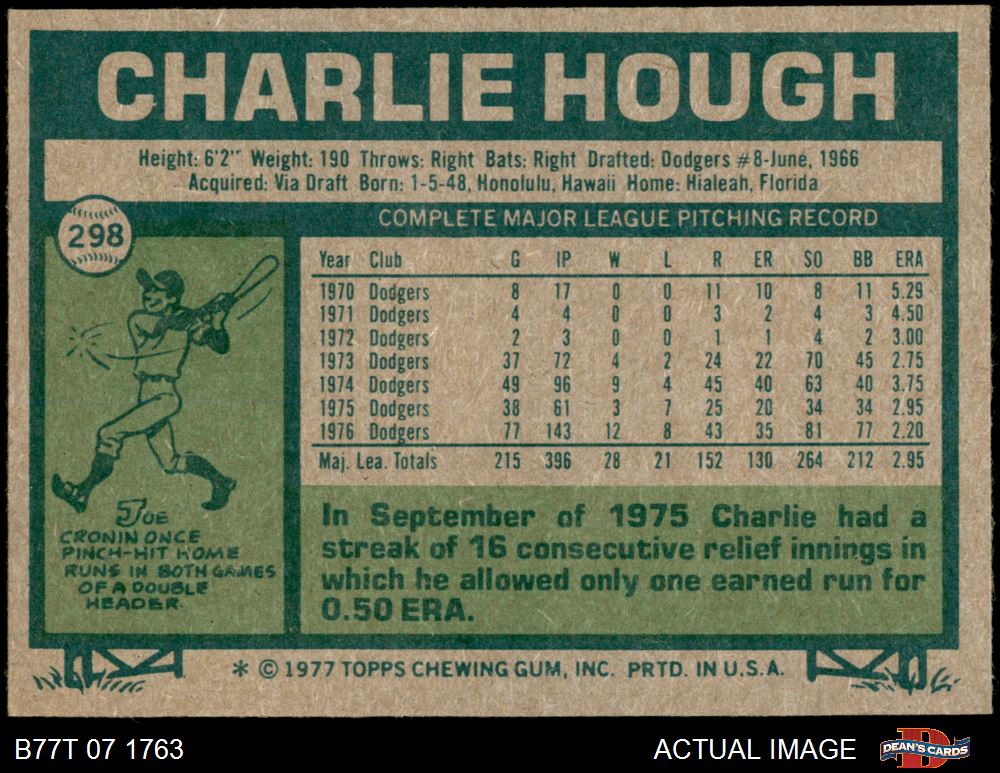 CHARLIE HOUGH
Height: 6'2" Weight: 190 Throws: Right Bats: Right Drafted: Dodgers #8-June, 1966
Acquired: Via Draft Born: 1-5-48, Honolulu, Hawaii Home: Hialeah, Florida
298
COMPLETE MAJOR LEAGUE PITCHING RECORD
Year Club G IP W L R ER SO BB ERA
1970 Dodgers 8 17 0 0 11 10 8 11 5.29
1971 Dodgers 4 4 0 0 3 2 4 3 4.50
1972 Dodgers 2 3 0 0 1 1 4 2 3.00
1973 Dodgers 37 72 4 2 24 22 70 45 2.75
1974 Dodgers 49 96 9 4 45 40 63 40 3.75
1975 Dodgers 38 61 3 7 25 20 34 34 2.95
1976 Dodgers 77 143 12 8 43 35 81 77 2.20
Maj. Lea. Totals 215 396 28 21 152 130 264 212 2.95
JOE
CRONIN ONCE
PINCH-HIT HOME
RUNS IN BOTH GAMES
OF A DOUBLE
HEADER.
In September of 1975 Charlie had a
streak of 16 consecutive relief innings in
which he allowed only one earned run for
0.50 ERA.
* © 1977 TOPPS CHEWING GUM, INC. PRTD. IN U.S.A.
B77T 07 1763
ACTUAL IMAGE
DEAN'S CARDS